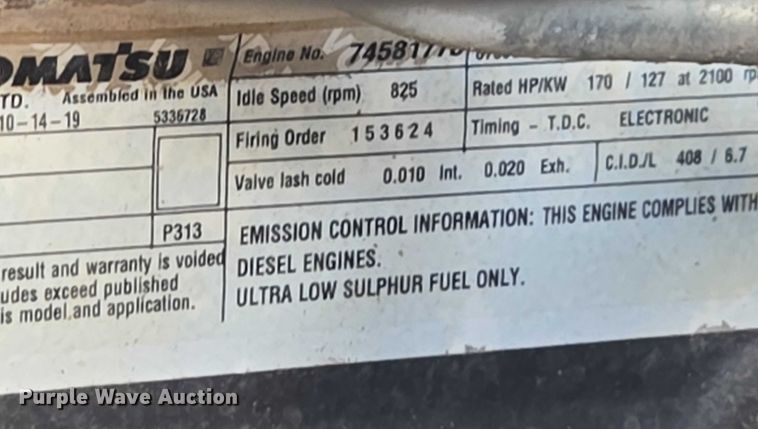 OMATSU Engine No. 7458177
TD. Assembled in the USA Idle Speed (rpm) 825 Rated HP/KW 170 / 127 at 2100 rp
10-14-19 5336728 Firing Order 1 5 3 6 2 4 Timing - T.D.C. ELECTRONIC
Valve lash cold 0.010 Int. 0.020 Exh. C.I.D./L 408 / 6.7
P313 EMISSION CONTROL INFORMATION: THIS ENGINE COMPLIES WITH
result and warranty is voided DIESEL ENGINES.
udes exceed published ULTRA LOW SULPHUR FUEL ONLY.
is model and application.
Purple Wave Auction